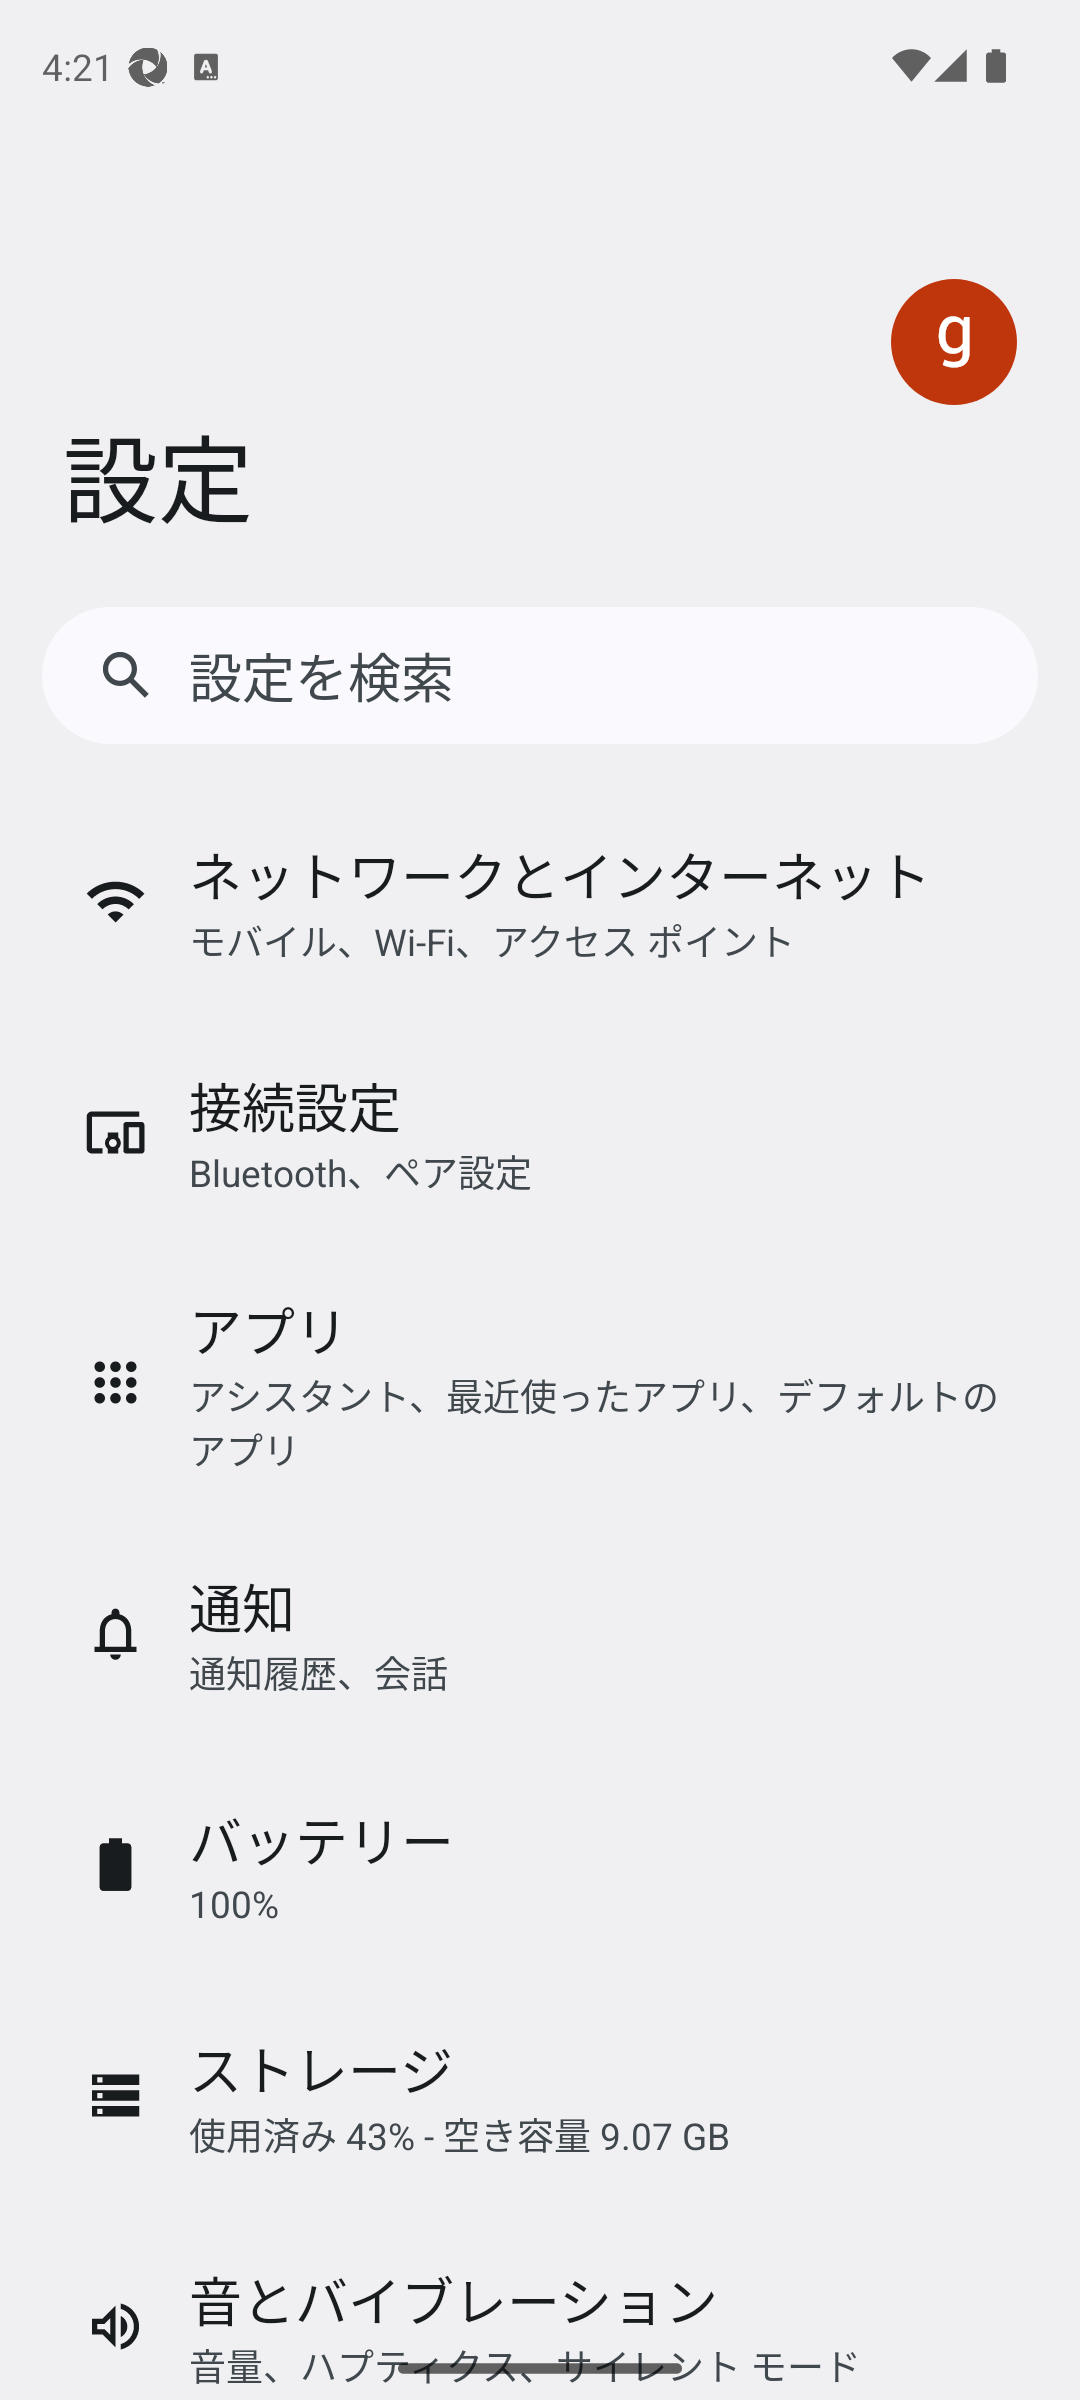 4:21
g
設定
設定を検索
ネットワークとインターネット
モバイル、Wi-Fi、アクセス ポイント
接続設定
Bluetooth、ペア設定
アプリ
アシスタント、最近使ったアプリ、デフォルトの
アプリ
通知
通知履歴、会話
バッテリー
100%
ストレージ
使用済み 43% - 空き容量 9.07 GB
音とバイブレーション
音量、ハプティクス、サイレント モード